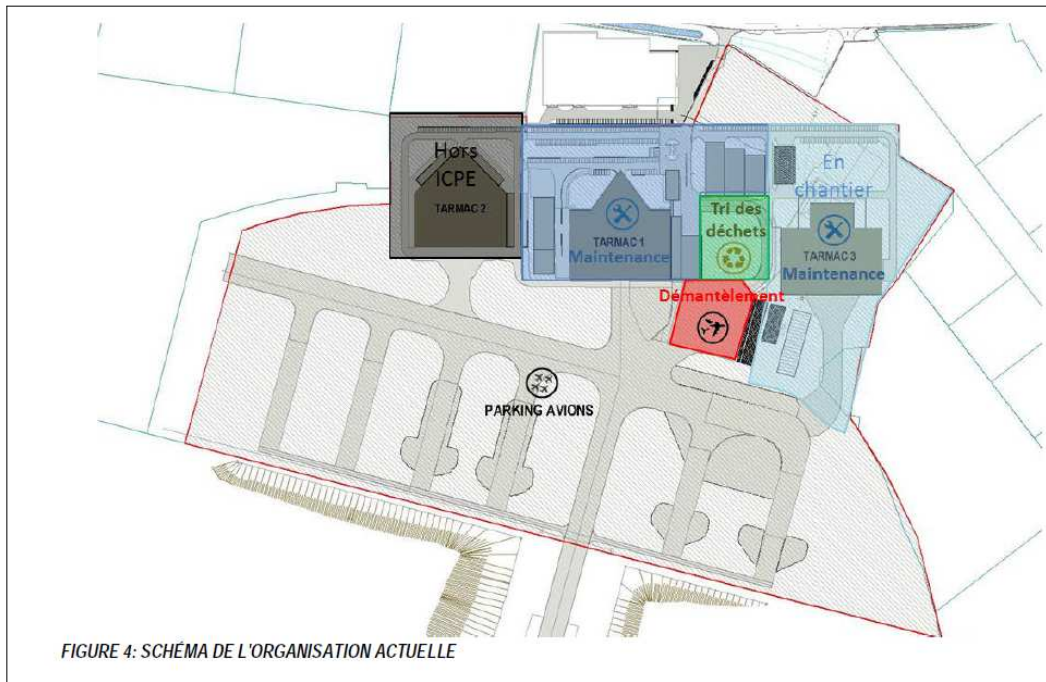 Hors
ICPE
TARMAC 2
En
chantier
Tri des
déchets
TARMAC 1
Maintenance
TARMAC 3
Maintenance
Démantèlement
PARKING AVIONS
FIGURE 4: SCHÉMA DE L'ORGANISATION ACTUELLE